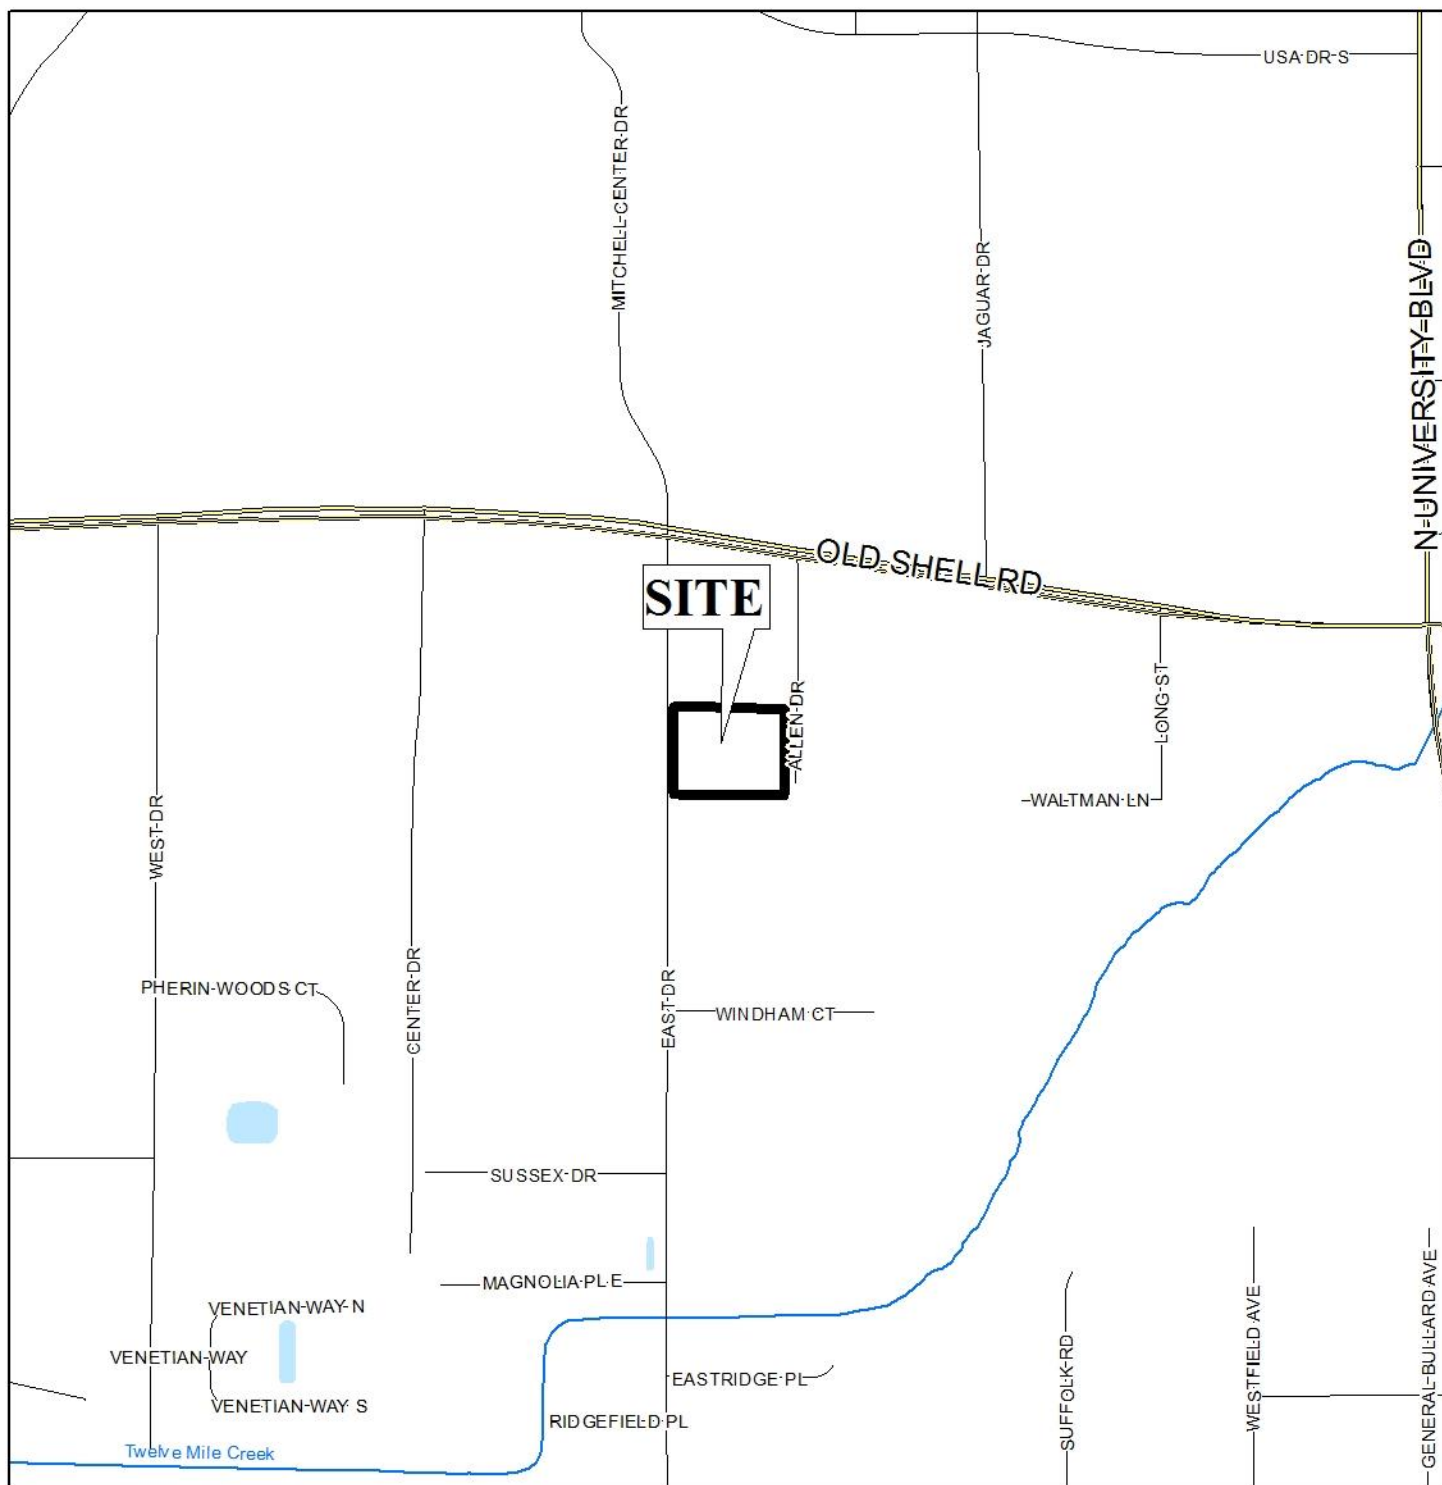 USA DR S
MITCHELL CENTER DR
JAGUAR DR
N UNIVERSITY BLVD
OLD SHELL RD
SITE
ALLEN DR
LONG ST
WALTMAN LN
WEST DR
PHERIN WOODS CT
CENTER DR
EAST DR
WINDHAM CT
SUSSEX DR
MAGNOLIA PL E
VENETIAN WAY N
VENETIAN WAY
VENETIAN WAY S
EASTRIDGE PL
RIDGEFIELD PL
SUFFOLK RD
WESTFIELD AVE
GENERAL BULLARD AVE
Twelve Mile Creek